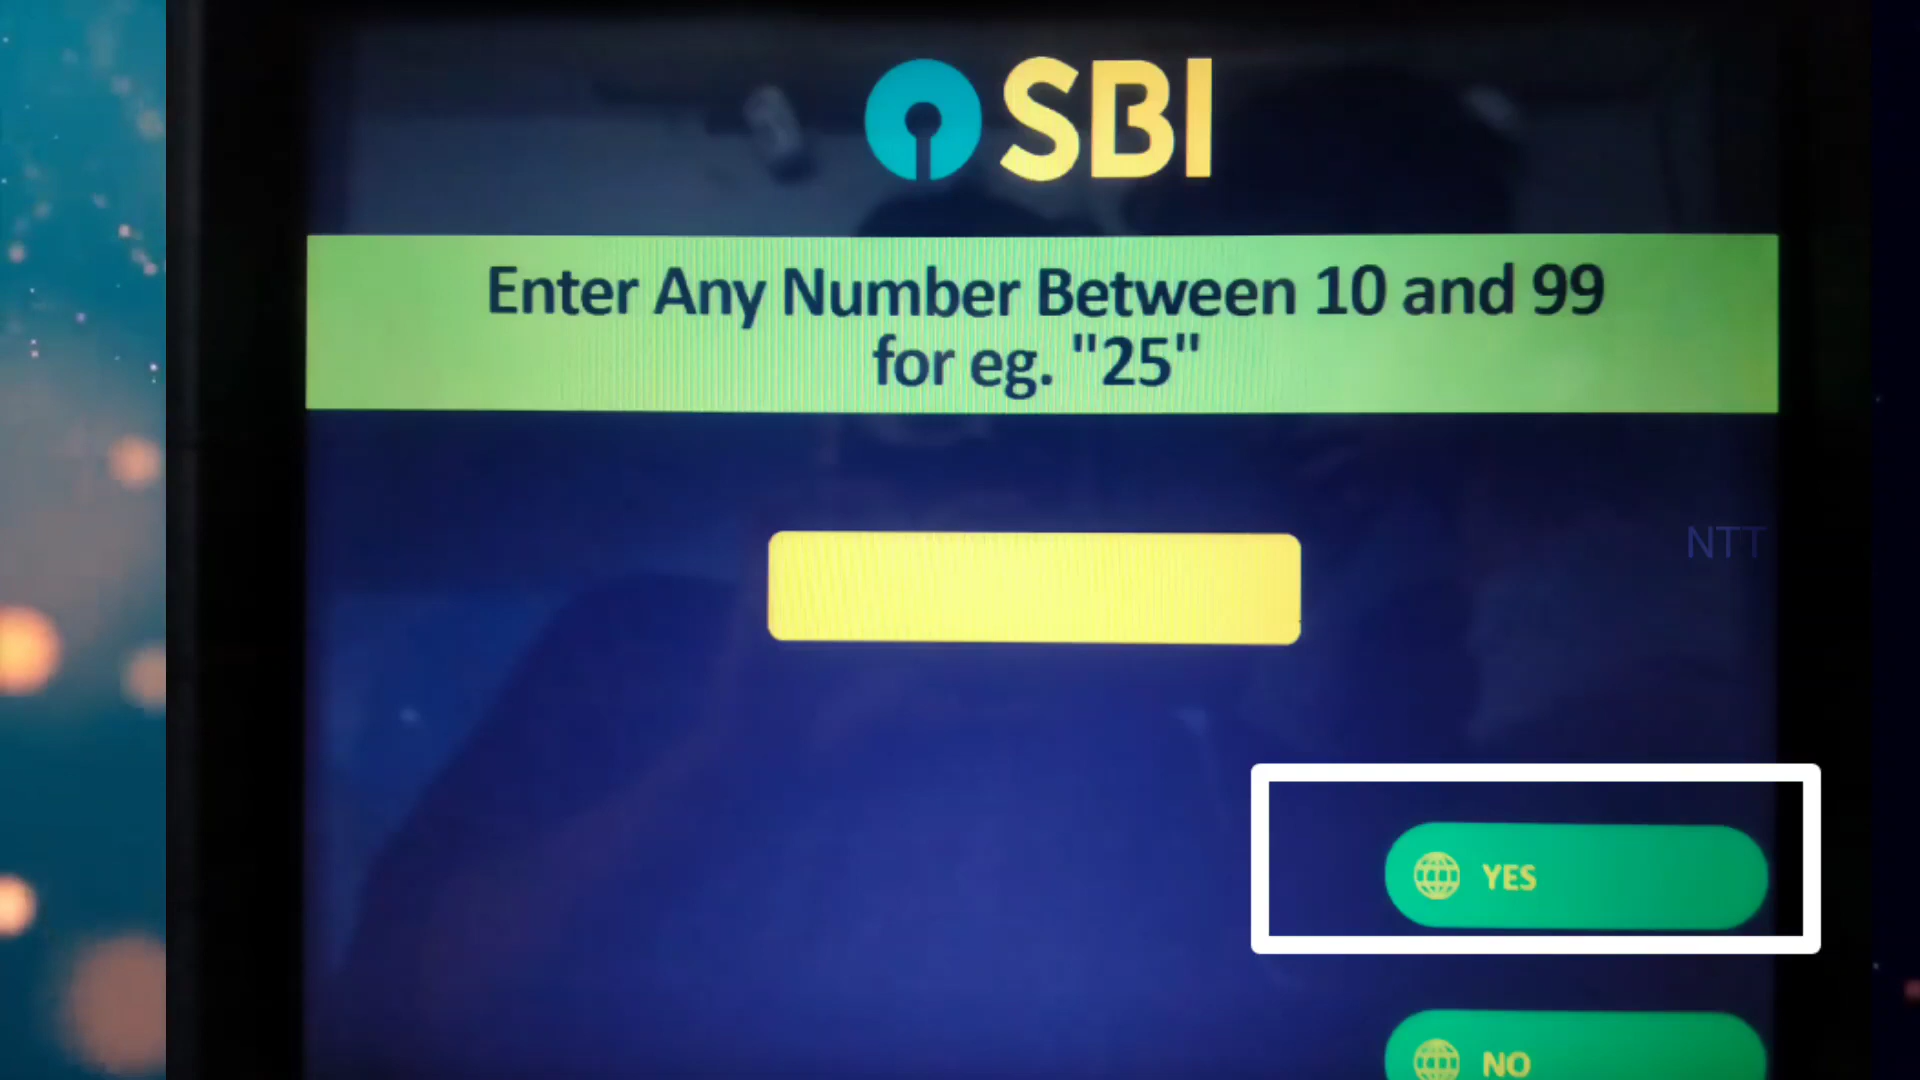 SBI
Enter Any Number Between 10 and 99
for eg. "25"
NTT
YES
NO